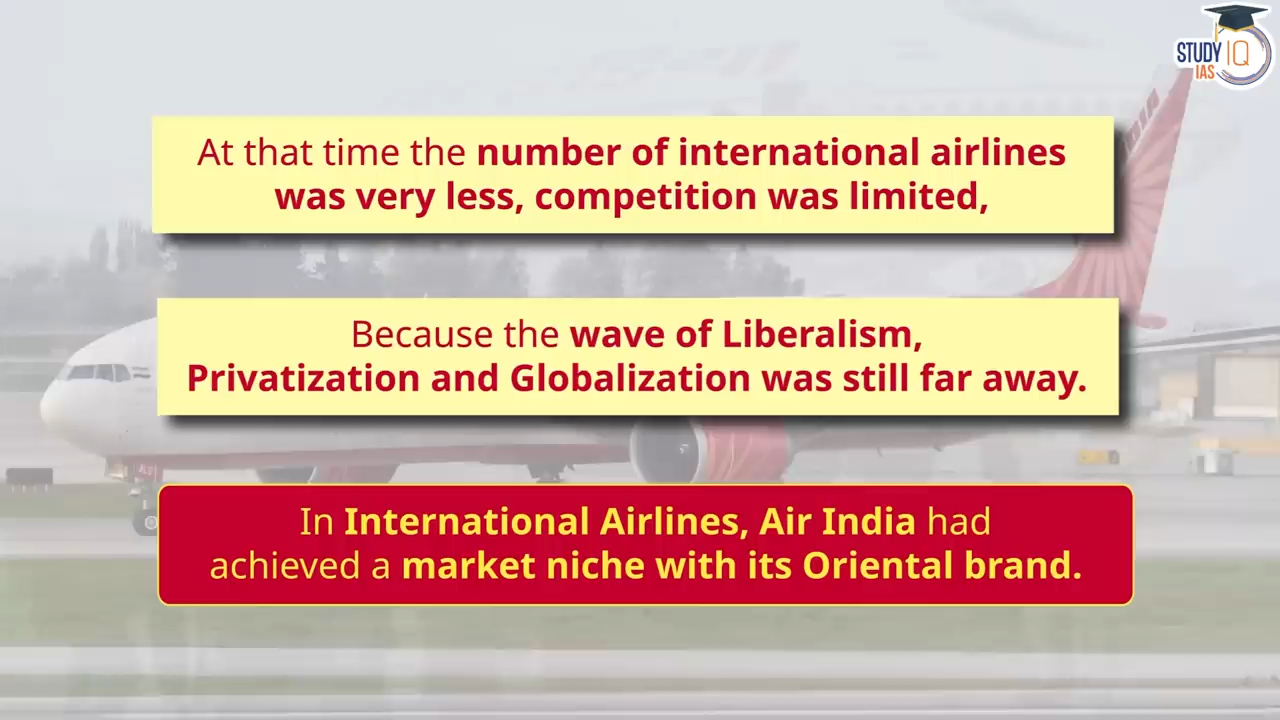 STUDY IQ
IAS
At that time the number of international airlines
was very less, competition was limited,
Because the wave of Liberalism,
Privatization and Globalization was still far away.
In International Airlines, Air India had
achieved a market niche with its Oriental brand.